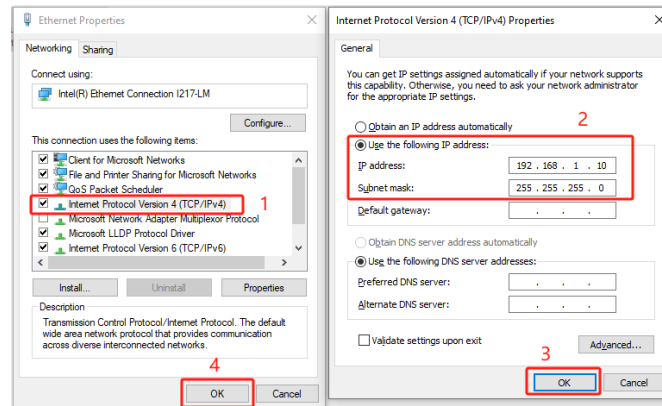 Ethernet Properties
Networking
Sharing
Connect using:
Intel(R) Ethernet Connection I217-LM
Configure...
This connection uses the following items:
Client for Microsoft Networks
File and Printer Sharing for Microsoft Networks
QoS Packet Scheduler
Internet Protocol Version 4 (TCP/IPv4)
1
Microsoft Network Adapter Multiplexor Protocol
Microsoft LLDP Protocol Driver
Internet Protocol Version 6 (TCP/IPv6)
Install...
Uninstall
Properties
Description
Transmission Control Protocol/Internet Protocol. The default
wide area network protocol that provides communication
across diverse interconnected networks.
4
OK
Cancel
Internet Protocol Version 4 (TCP/IPv4) Properties
General
You can get IP settings assigned automatically if your network supports
this capability. Otherwise, you need to ask your network administrator
for the appropriate IP settings.
Obtain an IP address automatically
2
Use the following IP address:
IP address: 192 . 168 . 1 . 10
Subnet mask: 255 . 255 . 255 . 0
Default gateway: . . .
Obtain DNS server address automatically
Use the following DNS server addresses:
Preferred DNS server: . . .
Alternate DNS server: . . .
Validate settings upon exit
Advanced...
3
OK
Cancel